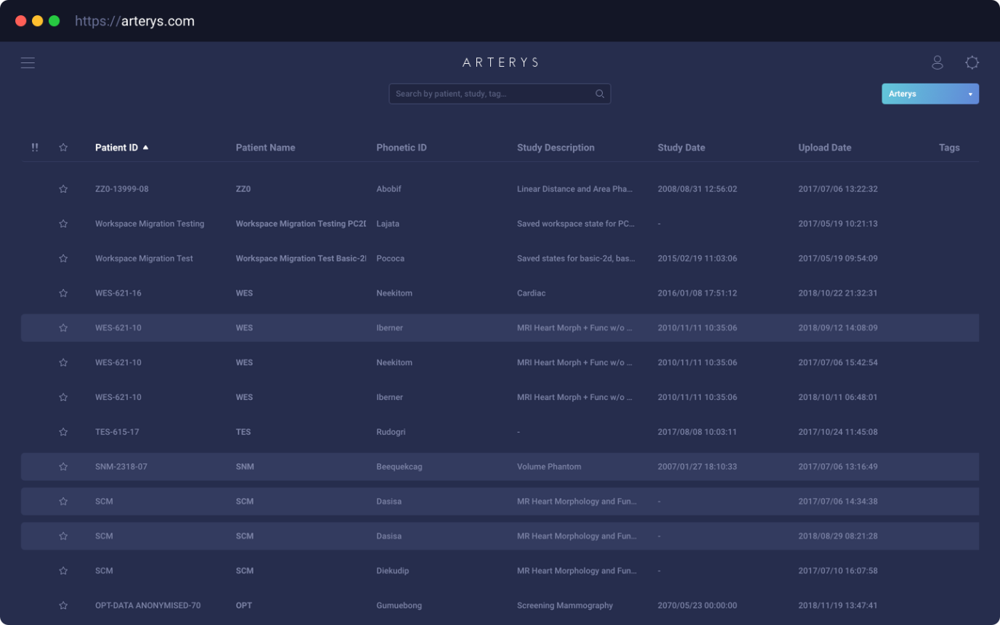 https://arterys.com
ARTERYS
Search by patient, study, tag...
Arterys
!! Patient ID Patient Name Phonetic ID Study Description Study Date Upload Date Tags
ZZ0-13999-08 ZZ0 Abobif Linear Distance and Area Pha... 2008/08/31 12:56:02 2017/07/06 13:22:32
Workspace Migration Testing Workspace Migration Testing PC2D Lajata Saved workspace state for PC... - 2017/05/19 10:21:13
Workspace Migration Test Workspace Migration Test Basic-2 Pococa Saved states for basic-2d, bas... 2015/02/19 11:03:06 2017/05/19 09:54:09
WES-621-16 WES Neekitom Cardiac 2016/01/08 17:51:12 2018/10/22 21:32:31
WES-621-10 WES Iberner MRI Heart Morph + Func w/o ... 2010/11/11 10:35:06 2018/09/12 14:08:09
WES-621-10 WES Neekitom MRI Heart Morph + Func w/o ... 2010/11/11 10:35:06 2017/07/06 15:42:54
WES-621-10 WES Iberner MRI Heart Morph + Func w/o ... 2010/11/11 10:35:06 2018/10/11 06:48:01
TES-615-17 TES Rudogri - 2017/08/08 10:03:11 2017/10/24 11:45:08
SNM-2318-07 SNM Beequekcag Volume Phantom 2007/01/27 18:10:33 2017/07/06 13:16:49
SCM SCM Dasisa MR Heart Morphology and Fun... - 2017/07/06 14:34:38
SCM SCM Dasisa MR Heart Morphology and Fun... - 2018/08/29 08:21:28
SCM SCM Diekudip MR Heart Morphology and Fun... - 2017/07/10 16:07:58
OPT-DATA ANONYMISED-70 OPT Gumuebong Screening Mammography 2070/05/23 00:00:00 2018/11/19 13:47:41